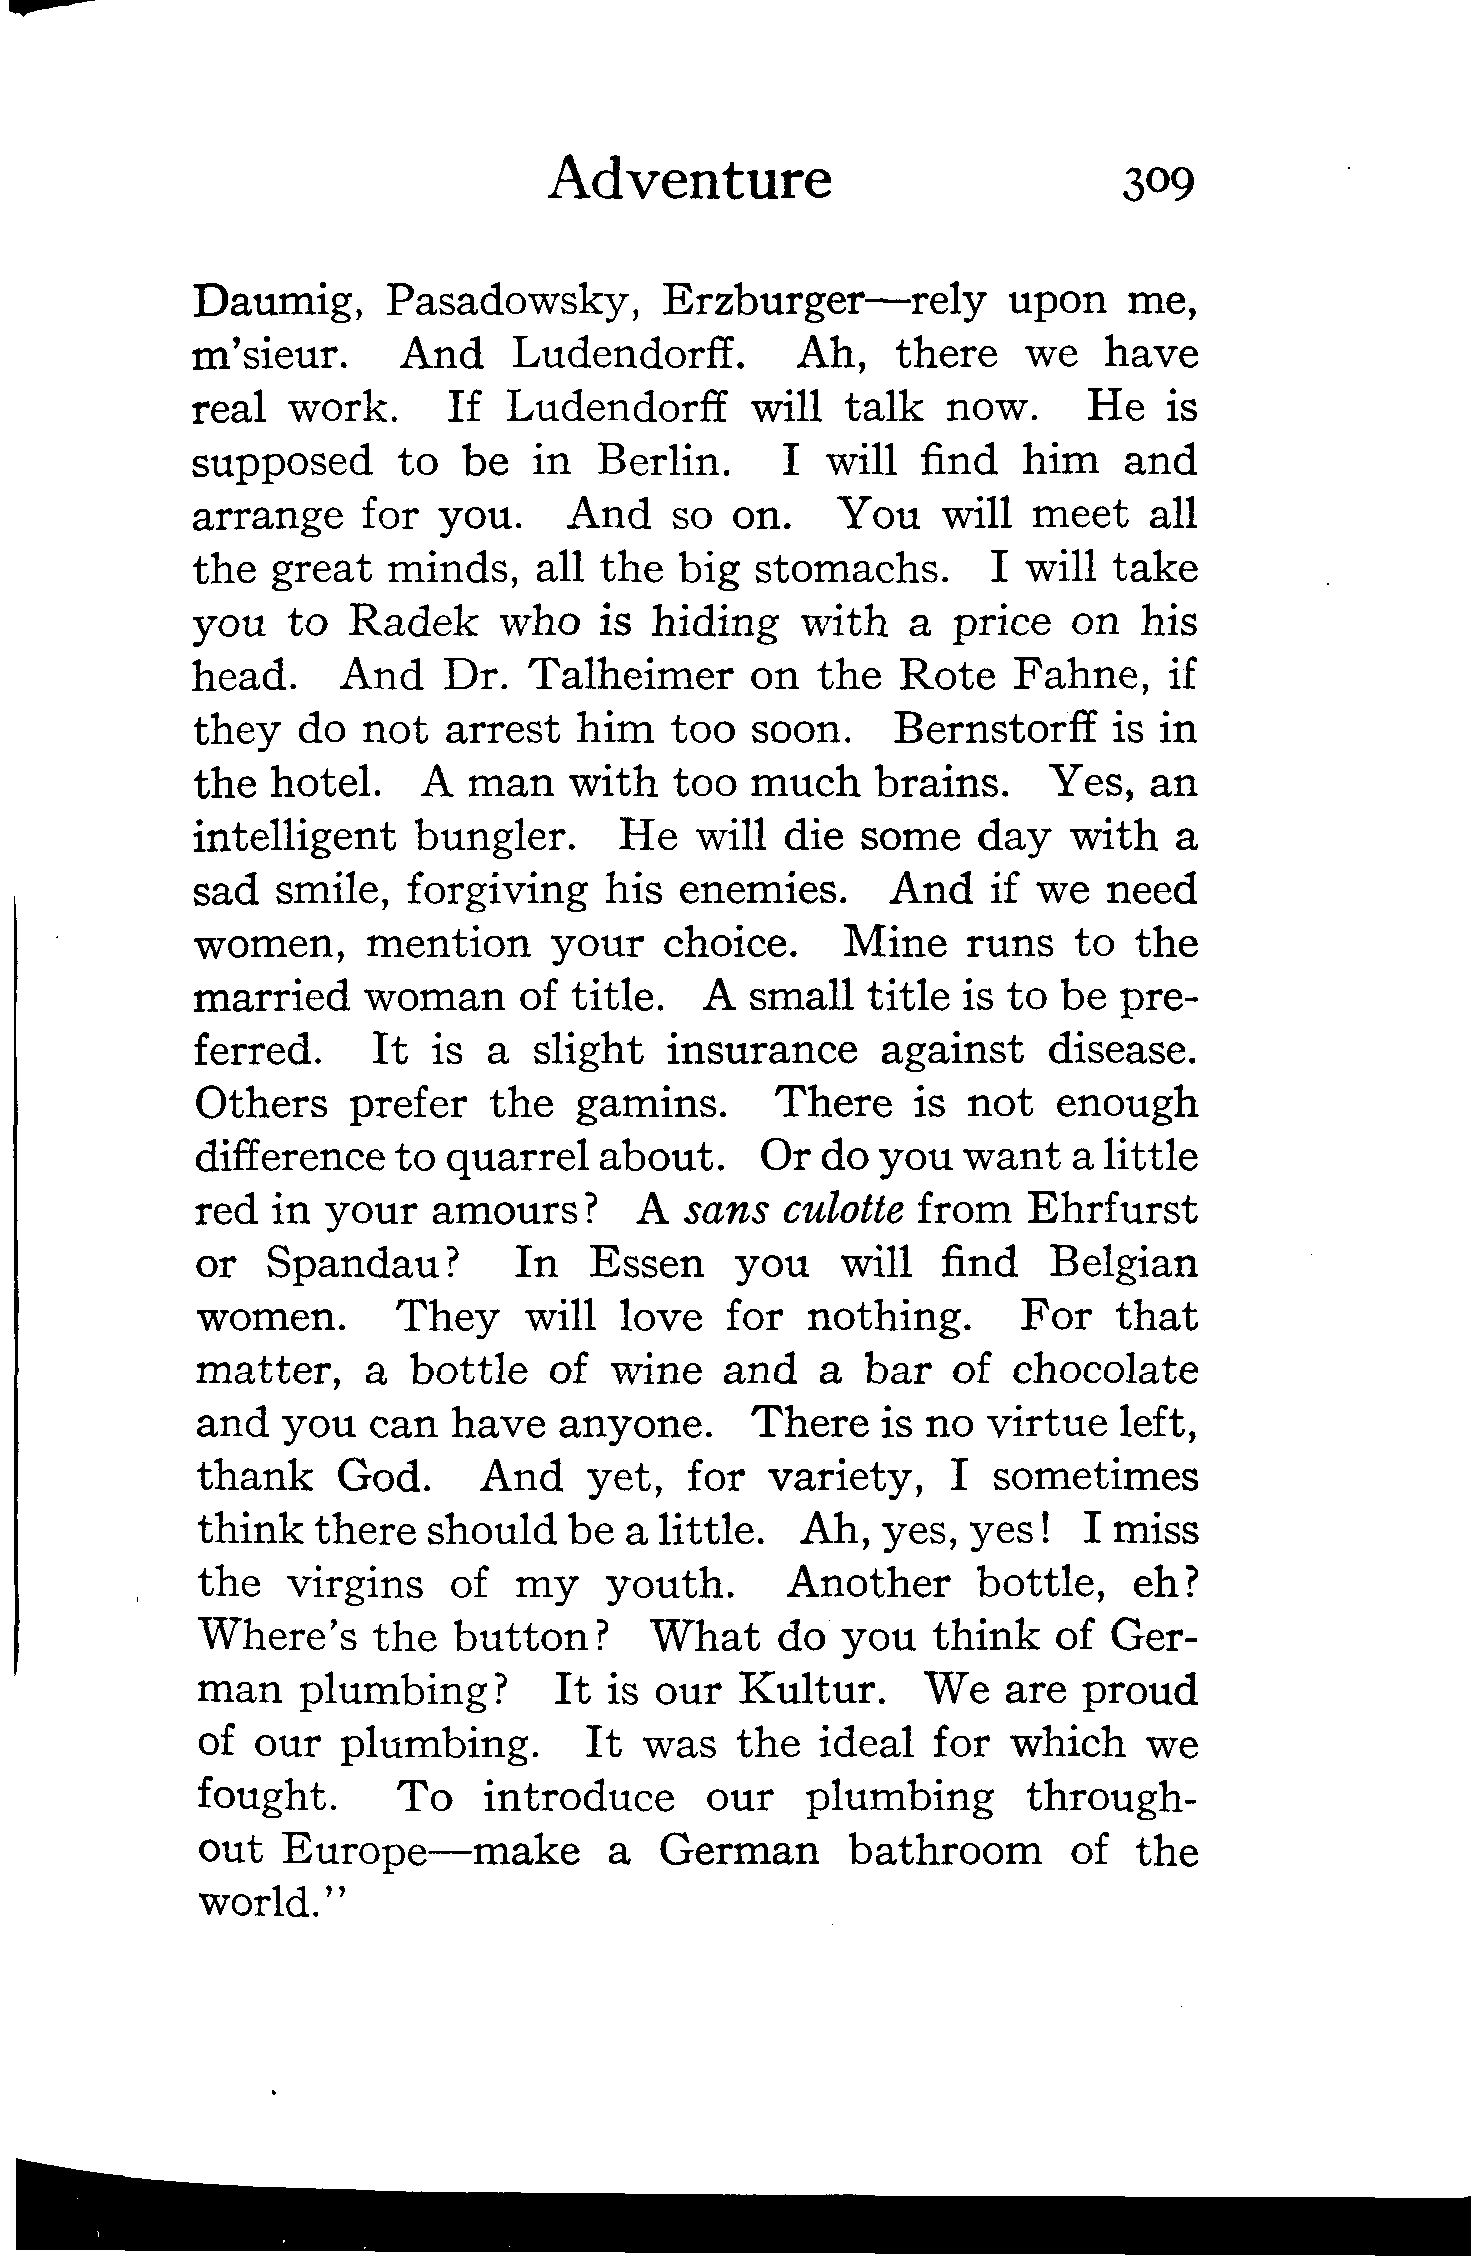 Adventure 309
Daumig, Pasadowsky, Erzburger—rely upon me,
m'sieur. And Ludendorff. Ah, there we have
real work. If Ludendorff will talk now. He is
supposed to be in Berlin. I will find him and
arrange for you. And so on. You will meet all
the great minds, all the big stomachs. I will take
you to Radek who is hiding with a price on his
head. And Dr. Talheimer on the Rote Fahne, if
they do not arrest him too soon. Bernstorff is in
the hotel. A man with too much brains. Yes, an
intelligent bungler. He will die some day with a
sad smile, forgiving his enemies. And if we need
women, mention your choice. Mine runs to the
married woman of title. A small title is to be pre-
ferred. It is a slight insurance against disease.
Others prefer the gamins. There is not enough
difference to quarrel about. Or do you want a little
red in your amours? A sans culotte from Ehrfurst
or Spandau? In Essen you will find Belgian
women. They will love for nothing. For that
matter, a bottle of wine and a bar of chocolate
and you can have anyone. There is no virtue left,
thank God. And yet, for variety, I sometimes
think there should be a little. Ah, yes, yes! I miss
the virgins of my youth. Another bottle, eh?
Where's the button? What do you think of Ger-
man plumbing? It is our Kultur. We are proud
of our plumbing. It was the ideal for which we
fought. To introduce our plumbing through-
out Europe—make a German bathroom of the
world."